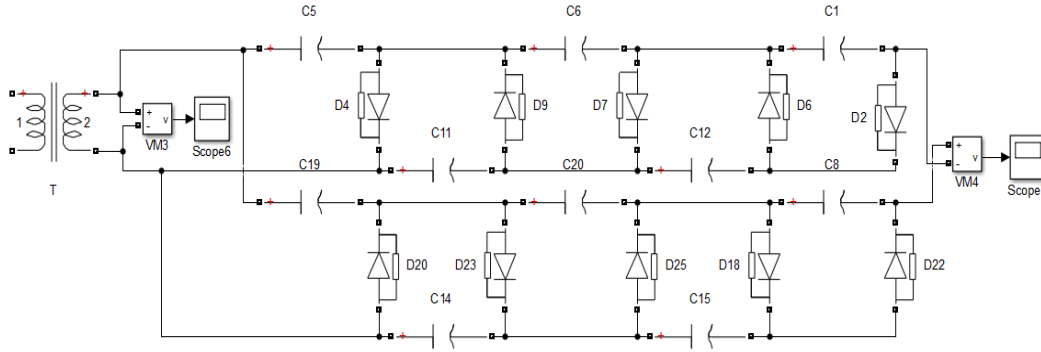 C5 C6 C1
+ + + +
D4 D9 D7 D6 D2
1 2
+ - v
VM3
Scope6
C11 C12
+ - v
VM4
Scope
T
C19 + C20 + C8
+ + +
D20 D23 D25 D18 D22
C14 C15
+ +